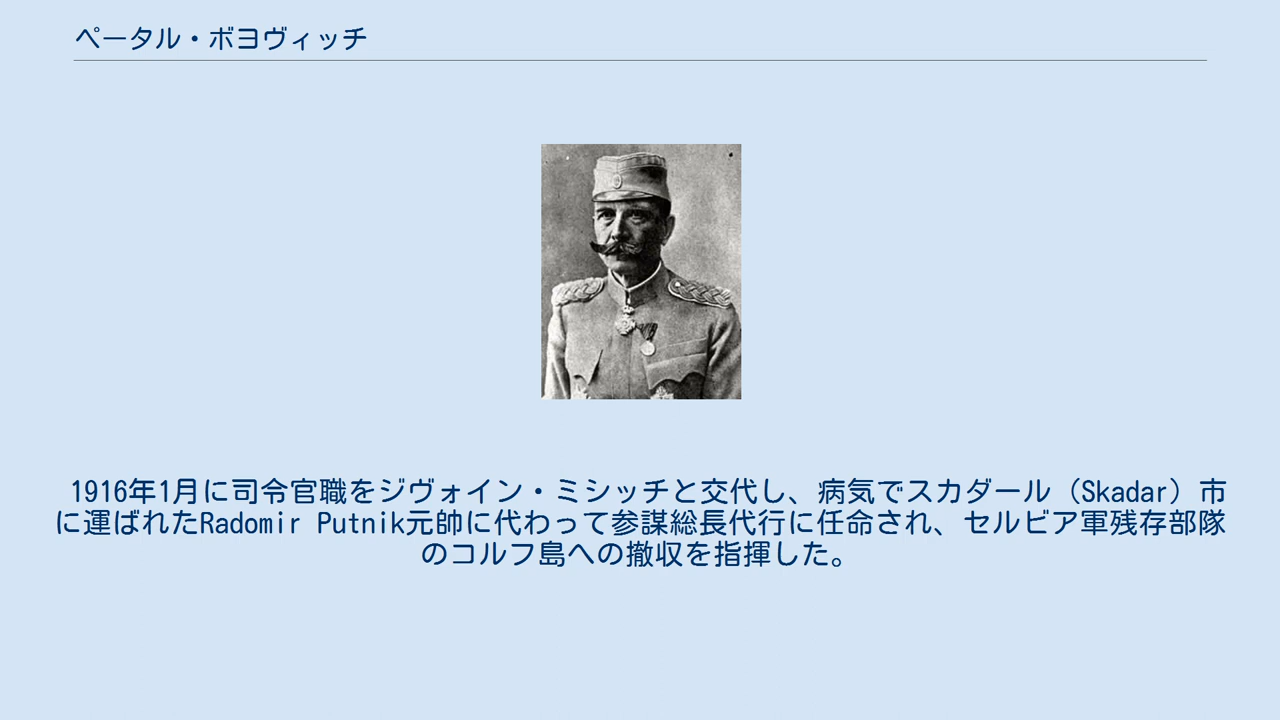 ペータル・ボヨヴィッチ
1916年1月に司令官職をジヴォイン・ミシッチと交代し、病気でスカダール（Skadar）市
に運ばれたRadomir Putnik元帥に代わって参謀総長代行に任命され、セルビア軍残存部隊
のコルフ島への撤収を指揮した。